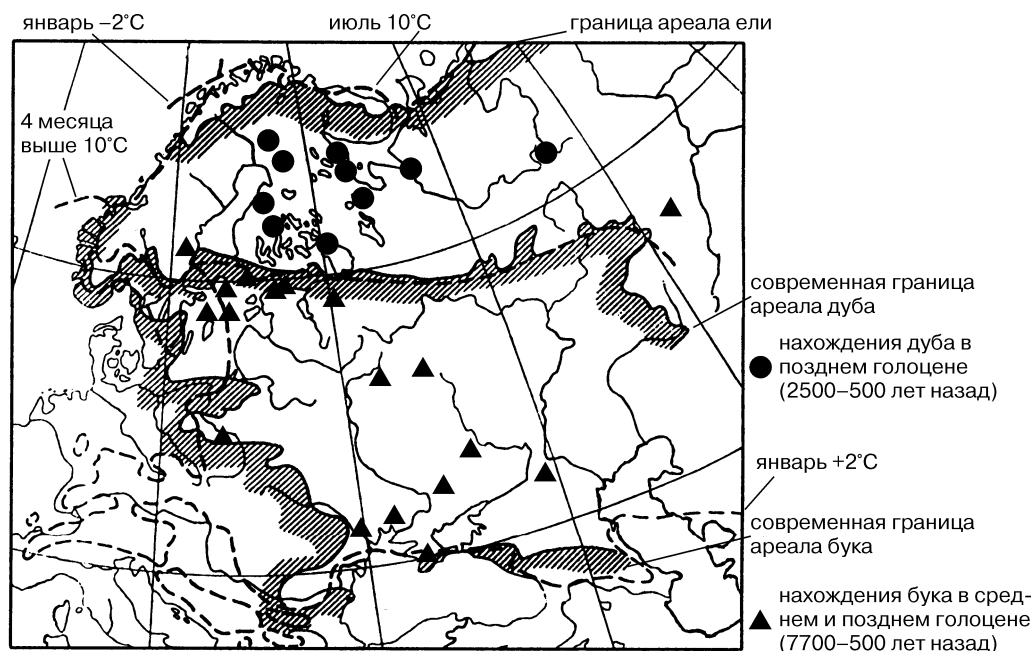 январь –2°С
июль 10°С
граница ареала ели
4 месяца
выше 10°С
современная граница
ареала дуба
нахождения дуба в
позднем голоцене
(2500–500 лет назад)
январь +2°С
современная граница
ареала бука
нахождения бука в сред-
нем и позднем голоцене
(7700–500 лет назад)